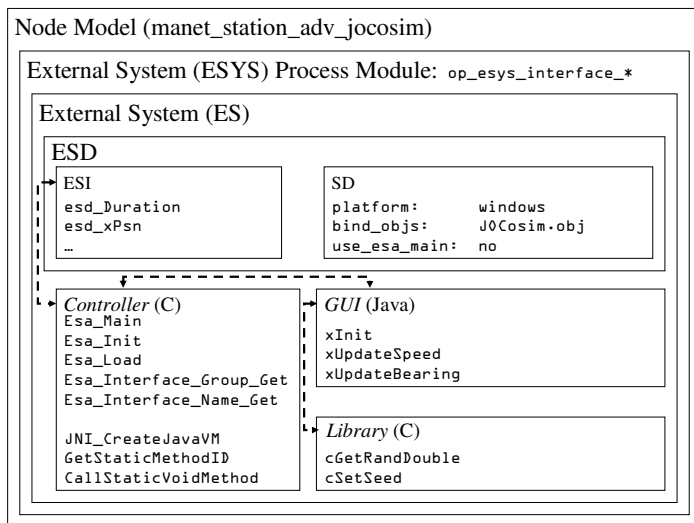 Node Model (manet_station_adv_jocosim)
External System (ESYS) Process Module: op_esys_interface_*
External System (ES)
ESD
ESI
esd_Duration
esd_xPsn
…
SD
platform: windows
bind_objs: JOCosim.obj
use_esa_main: no
Controller (C)
Esa_Main
Esa_Init
Esa_Load
Esa_Interface_Group_Get
Esa_Interface_Name_Get
JNI_CreateJavaVM
GetStaticMethodID
CallStaticVoidMethod
GUI (Java)
xInit
xUpdateSpeed
xUpdateBearing
Library (C)
cGetRandDouble
cSetSeed